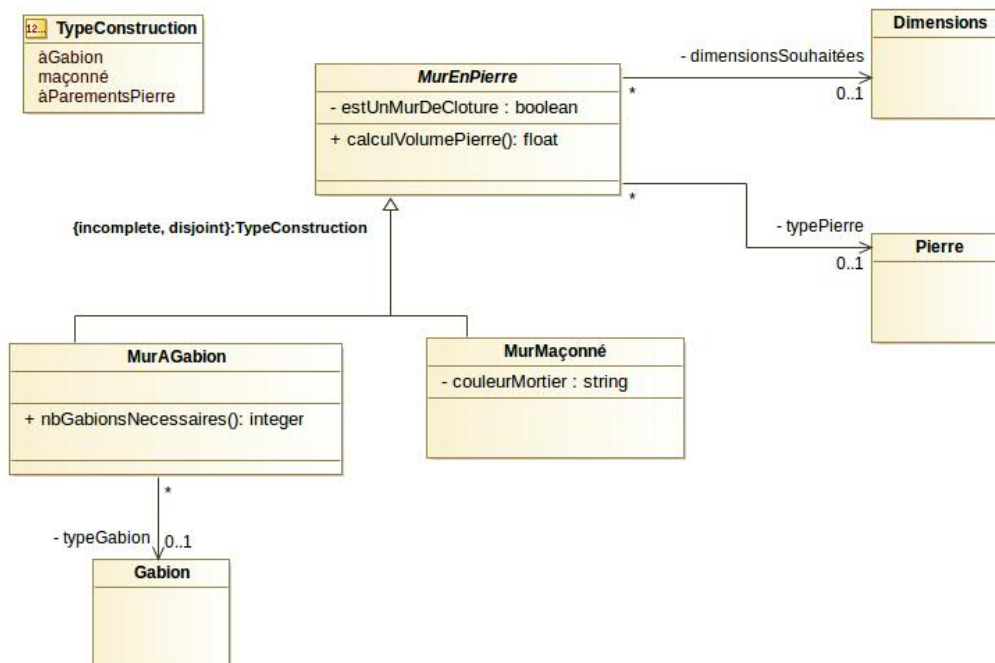 12...
TypeConstruction
àGabion
maçonné
àParementsPierre
MurEnPierre
- estUnMurDeCloture : boolean
+ calculVolumePierre(): float
- dimensionsSouhaitées
*
0..1
Dimensions
*
- typePierre
0..1
Pierre
{incomplete, disjoint}:TypeConstruction
MurAGabion
+ nbGabionsNecessaires(): integer
MurMaçonné
- couleurMortier : string
*
- typeGabion
0..1
Gabion